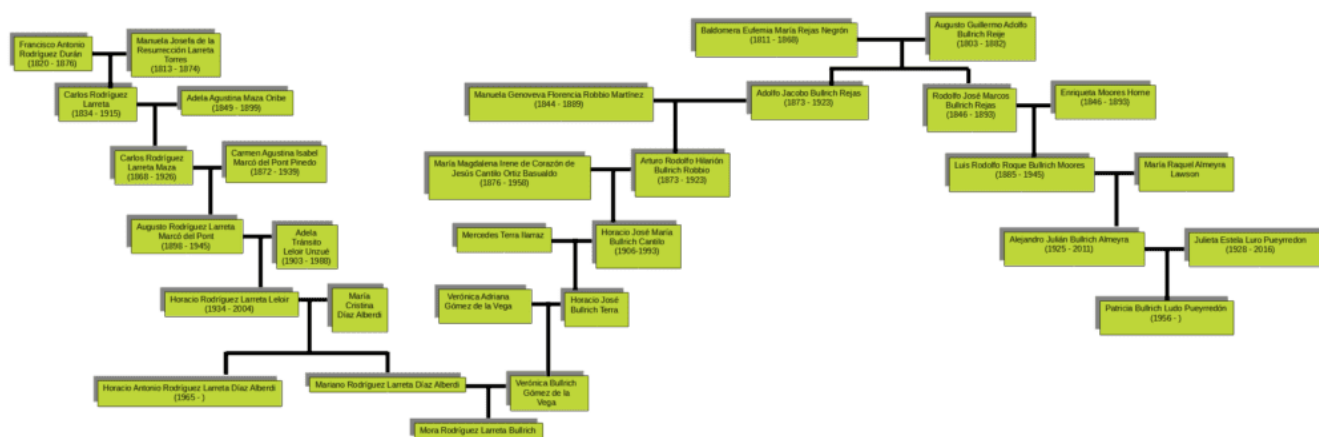 Baldomera Eufemia María Rejas Negrón
(1811 - 1868)
Augusto Guillermo Adolfo
Bullrich Reije
(1803 - 1882)
Francisco Antonio
Rodríguez Durán
(1820 - 1876)
Manuela Josefa de la
Resurrección Larreta
Torres
(1813 - 1874)
Carlos Rodríguez
Larreta
(1834 - 1915)
Adela Agustina Maza Oribe
(1849 - 1899)
Manuela Genoveva Florencia Robbio Martínez
(1844 - 1889)
Adolfo Jacobo Bullrich Rejas
(1873 - 1923)
Rodolfo José Marcos
Bullrich Rejas
(1846 - 1893)
Enriqueta Moores Horne
(1846 - 1893)
Carlos Rodríguez
Larreta Maza
(1868 - 1926)
Carmen Agustina Isabel
Marcó del Pont Pinedo
(1872 - 1939)
María Magdalena Irene de Corazón de
Jesús Cantilo Ortiz Basualdo
(1876 - 1958)
Arturo Rodolfo Hilarión
Bullrich Robbio
(1873 - 1923)
Luis Rodolfo Roque Bullrich Moores
(1885 - 1945)
María Raquel Almeyra
Lawson
Augusto Rodríguez Larreta
Marcó del Pont
(1898 - 1945)
Adela
Tránsito
Leloir Unzué
(1903 - 1988)
Mercedes Terra Ilarraz
Horacio José María
Bullrich Cantilo
(1906-1993)
Alejandro Julián Bullrich Almeyra
(1925 - 2011)
Julieta Estela Luro Pueyrredon
(1928 - 2016)
Horacio Rodríguez Larreta Leloir
(1934 - 2004)
María
Cristina
Díaz Alberdi
Verónica Adriana
Gómez de la Vega
Horacio José
Bullrich Terra
Patricia Bullrich Ludo Pueyrredón
(1956 - )
Horacio Antonio Rodríguez Larreta Díaz Alberdi
(1965 - )
Mariano Rodríguez Larreta Díaz Alberdi
Verónica Bullrich
Gómez de la
Vega
Mora Rodríguez Larreta Bullrich